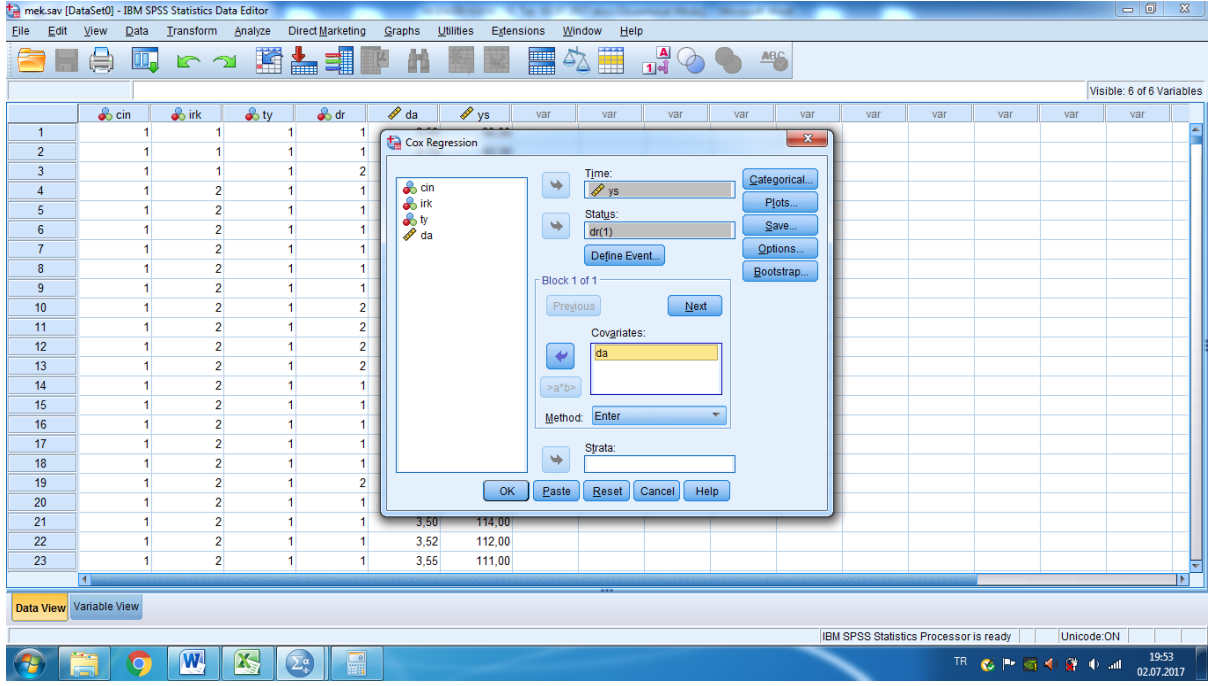 mek.sav [DataSet0] - IBM SPSS Statistics Data Editor
File Edit View Data Transform Analyze Direct Marketing Graphs Utilities Extensions Window Help
Visible: 6 of 6 Variables
cin irk ty dr da ys var var var var var var var var var var
1 1 1 1 1
2 1 1 1 1
3 1 1 1 2
4 1 2 1 1
5 1 2 1 1
6 1 2 1 1
7 1 2 1 1
8 1 2 1 1
9 1 2 1 1
10 1 2 1 2
11 1 2 1 2
12 1 2 1 2
13 1 2 1 2
14 1 2 1 1
15 1 2 1 1
16 1 2 1 1
17 1 2 1 1
18 1 2 1 1
19 1 2 1 2
20 1 2 1 1
21 1 2 1 1 3,50 114,00
22 1 2 1 1 3,52 112,00
23 1 2 1 1 3,55 111,00
Cox Regression
cin
irk
ty
da
Time:
ys
Status:
dr(1)
Define Event...
Block 1 of 1
Previous Next
Covariates:
da
>a*b>
Method: Enter
Strata:
Categorical...
Plots...
Save...
Options...
Bootstrap...
OK Paste Reset Cancel Help
Data View Variable View
IBM SPSS Statistics Processor is ready Unicode:ON
TR 19:53
02.07.2017